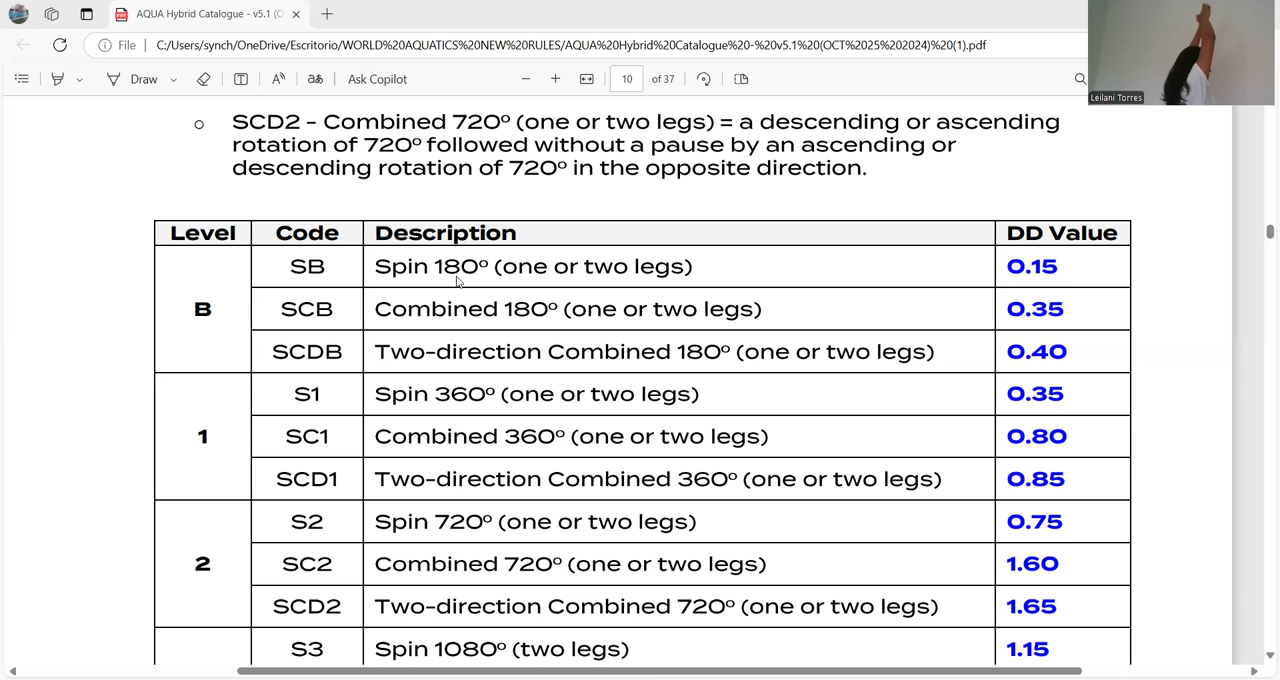 AQUA Hybrid Catalogue - v5.1 (O
File C:/Users/synch/OneDrive/Escritorio/WORLD%20AQUATICS%20NEW%20RULES/AQUA%20Hybrid%20Catalogue%20-%20v5.1%20(OCT%2025%202024)%20(1).pdf
Draw Ask Copilot 10 of 37
Leilani Torres
SCD2 – Combined 720º (one or two legs) = a descending or ascending
rotation of 720º followed without a pause by an ascending or
descending rotation of 720º in the opposite direction.
Level Code Description DD Value
B
SB Spin 180º (one or two legs) 0.15
SCB Combined 180º (one or two legs) 0.35
SCDB Two-direction Combined 180º (one or two legs) 0.40
1
S1 Spin 360º (one or two legs) 0.35
SC1 Combined 360º (one or two legs) 0.80
SCD1 Two-direction Combined 360º (one or two legs) 0.85
2
S2 Spin 720º (one or two legs) 0.75
SC2 Combined 720º (one or two legs) 1.60
SCD2 Two-direction Combined 720º (one or two legs) 1.65
S3 Spin 1080º (two legs) 1.15